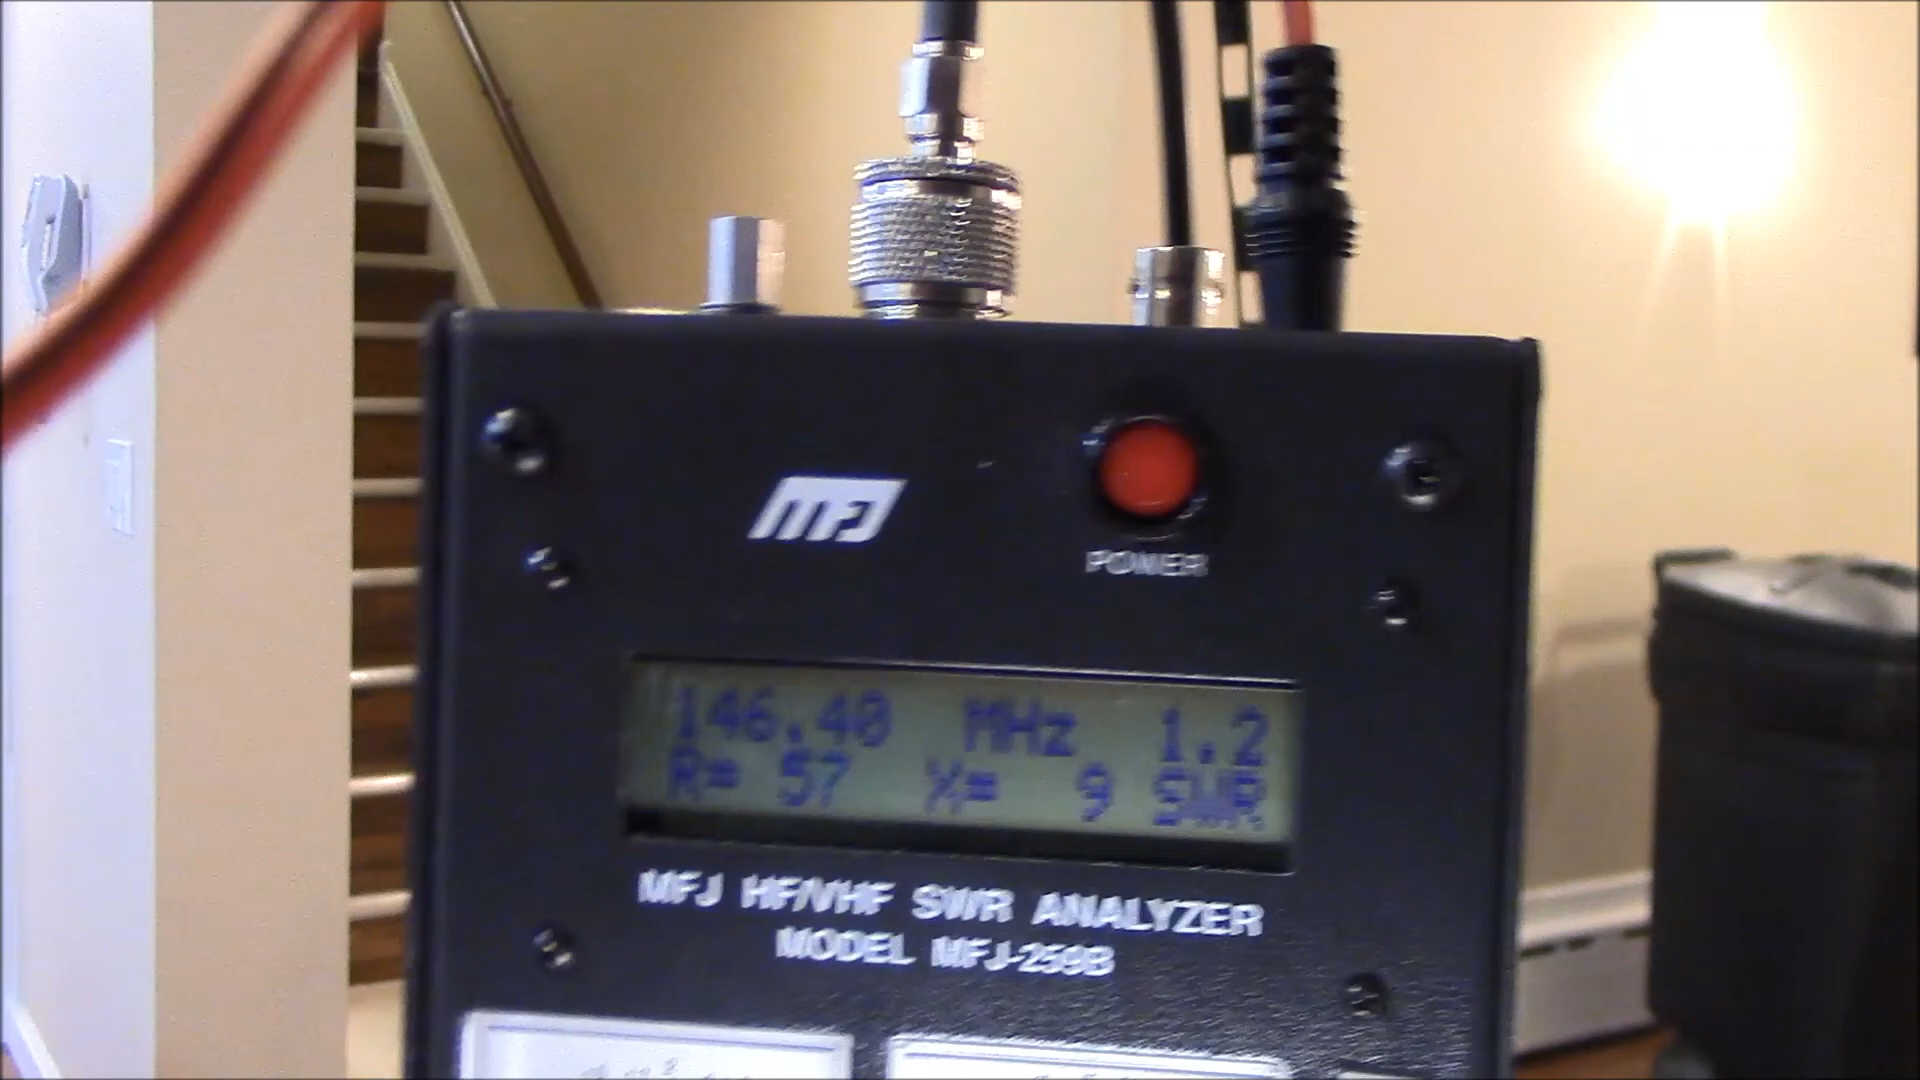 MFJ
POWER
146.40 MHz 1.2
R= 57 X= 9 SWR
MFJ HF/VHF SWR ANALYZER
MODEL MFJ-259B